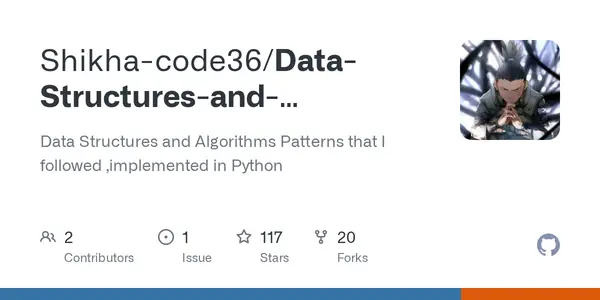 Shikha-code36/Data-
Structures-and-...
Data Structures and Algorithms Patterns that I
followed ,implemented in Python
2
Contributors
1
Issue
117
Stars
20
Forks